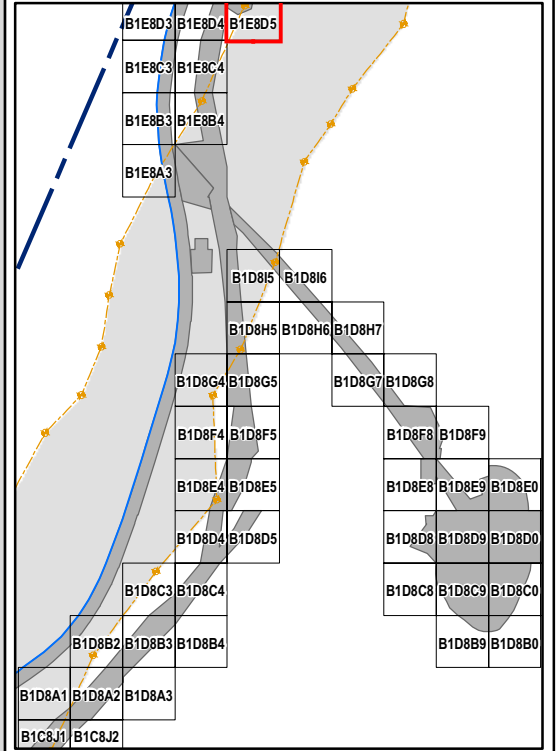 B1E8D3 B1E8D4 B1E8D5
B1E8C3 B1E8C4
B1E8B3 B1E8B4
B1E8A3
B1D8I5 B1D8I6
B1D8H5 B1D8H6 B1D8H7
B1D8G4 B1D8G5 B1D8G7 B1D8G8
B1D8F4 B1D8F5 B1D8F8 B1D8F9
B1D8E4 B1D8E5 B1D8E8 B1D8E9 B1D8E0
B1D8D4 B1D8D5 B1D8D8 B1D8D9 B1D8D0
B1D8C3 B1D8C4 B1D8C8 B1D8C9 B1D8C0
B1D8B2 B1D8B3 B1D8B4 B1D8B9 B1D8B0
B1D8A1 B1D8A2 B1D8A3
B1C8J1 B1C8J2